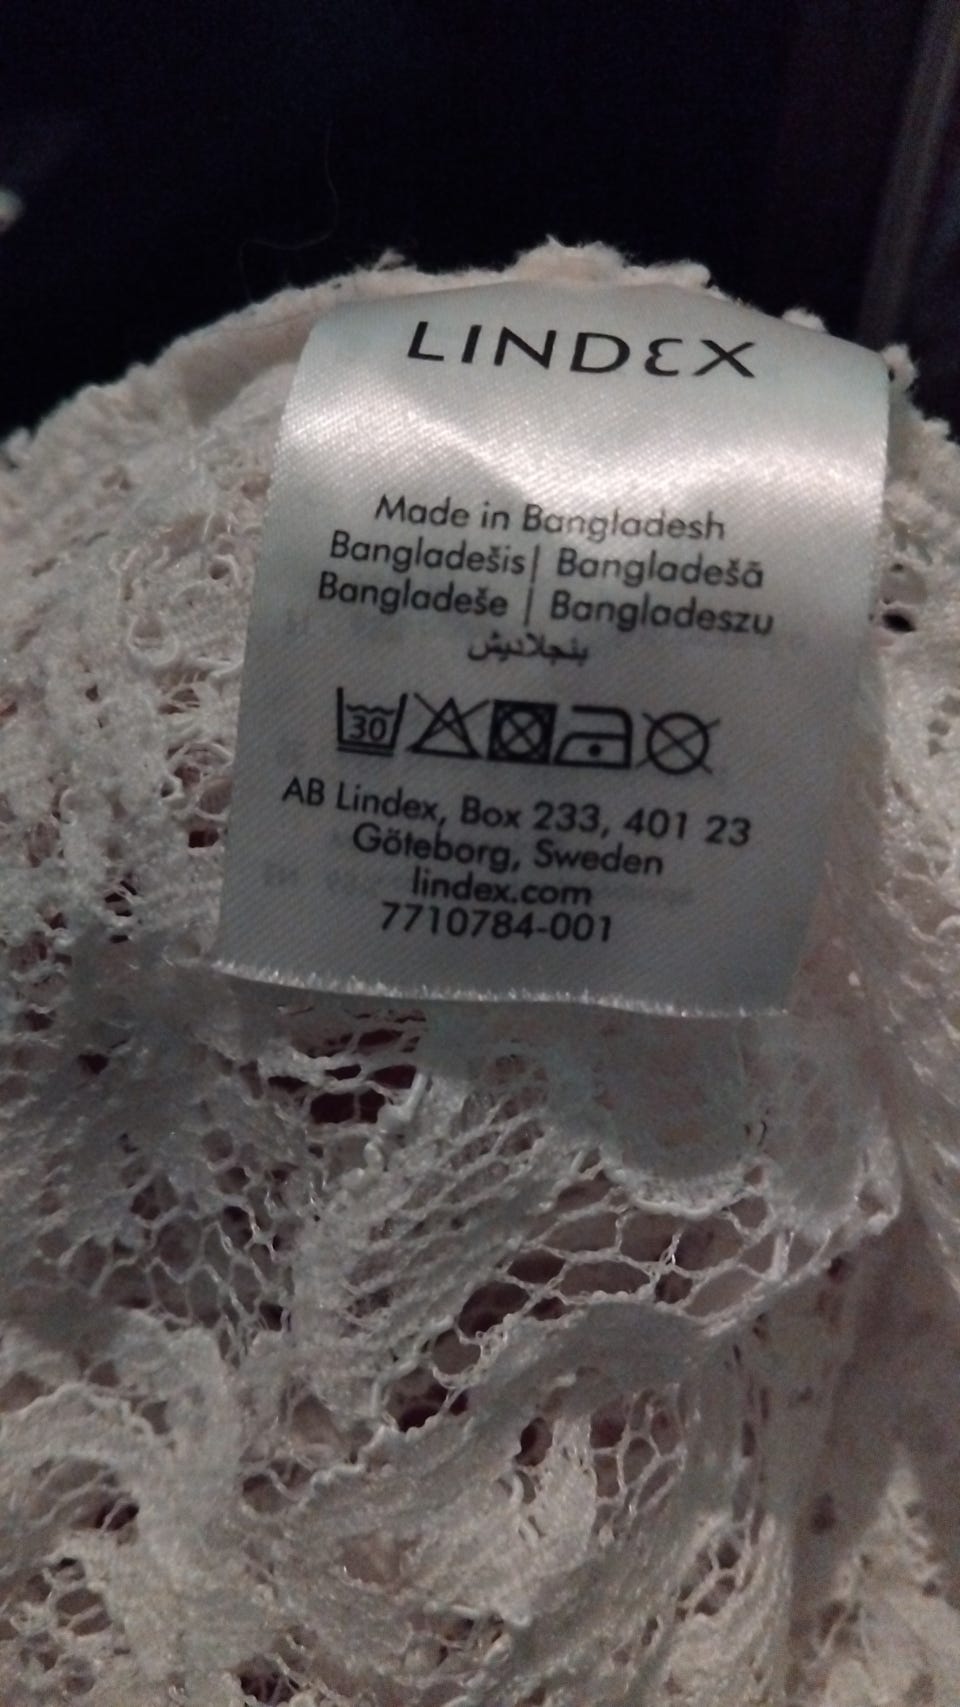 LINDEX
Made in Bangladesh
Bangladešis| Bangladešā
Bangladeše | Bangladeszu
بنجلاديش
30
AB Lindex, Box 233, 401 23
Göteborg, Sweden
lindex.com
7710784-001